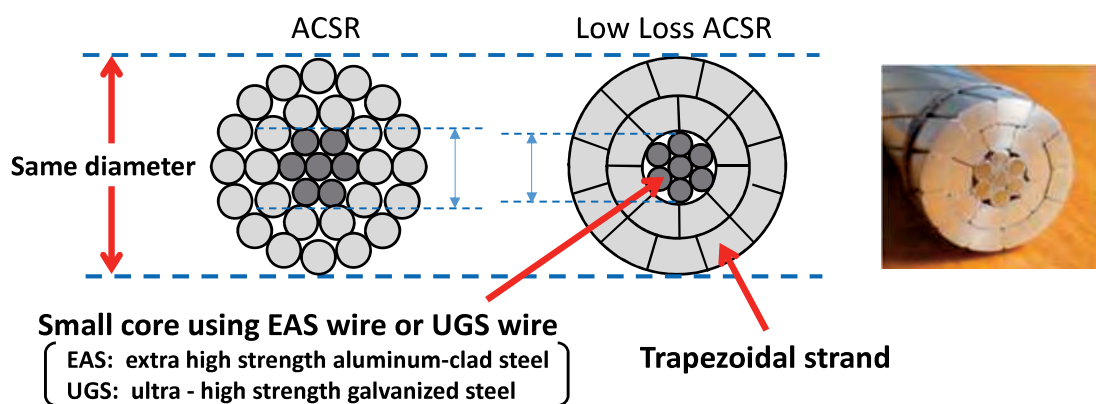 ACSR
Low Loss ACSR
Same diameter
Small core using EAS wire or UGS wire
EAS: extra high strength aluminum-clad steel
UGS: ultra - high strength galvanized steel
Trapezoidal strand